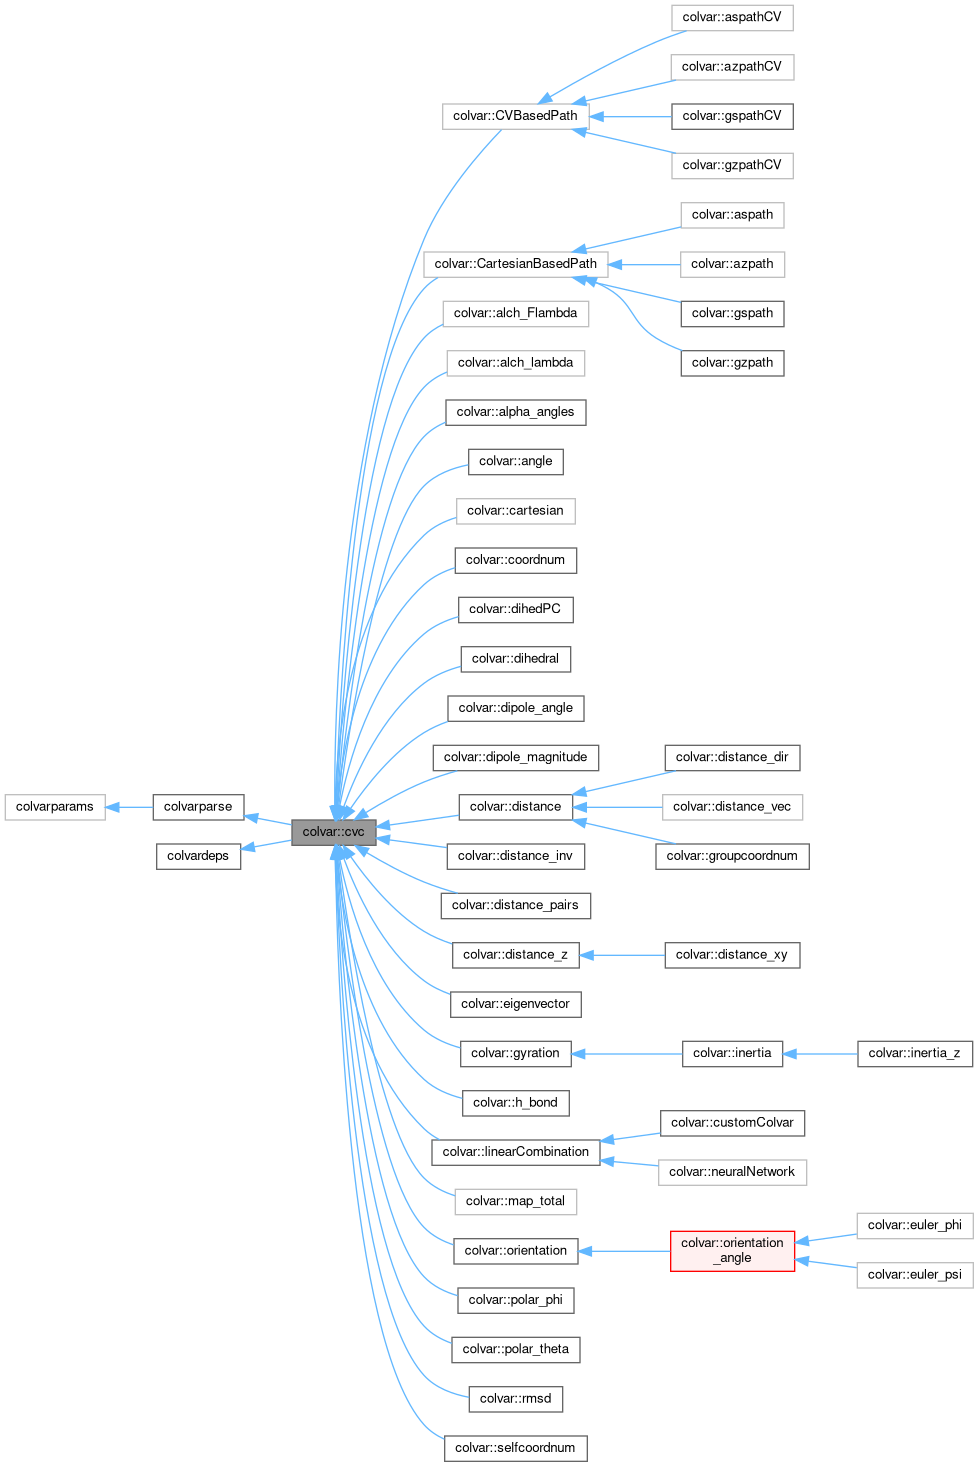 colvar::aspathCV
colvar::azpathCV
colvar::CVBasedPath
colvar::gspathCV
colvar::gzpathCV
colvar::aspath
colvar::CartesianBasedPath
colvar::azpath
colvar::alch_Flambda
colvar::gspath
colvar::alch_lambda
colvar::gzpath
colvar::alpha_angles
colvar::angle
colvar::cartesian
colvar::coordnum
colvar::dihedPC
colvar::dihedral
colvar::dipole_angle
colvar::dipole_magnitude
colvar::distance_dir
colvarparams
colvarparse
colvar::distance
colvar::distance_vec
colvar::cvc
colvardeps
colvar::distance_inv
colvar::groupcoordnum
colvar::distance_pairs
colvar::distance_z
colvar::distance_xy
colvar::eigenvector
colvar::gyration
colvar::inertia
colvar::inertia_z
colvar::h_bond
colvar::customColvar
colvar::linearCombination
colvar::neuralNetwork
colvar::map_total
colvar::orientation
colvar::orientation
_angle
colvar::euler_phi
colvar::euler_psi
colvar::polar_phi
colvar::polar_theta
colvar::rmsd
colvar::selfcoordnum